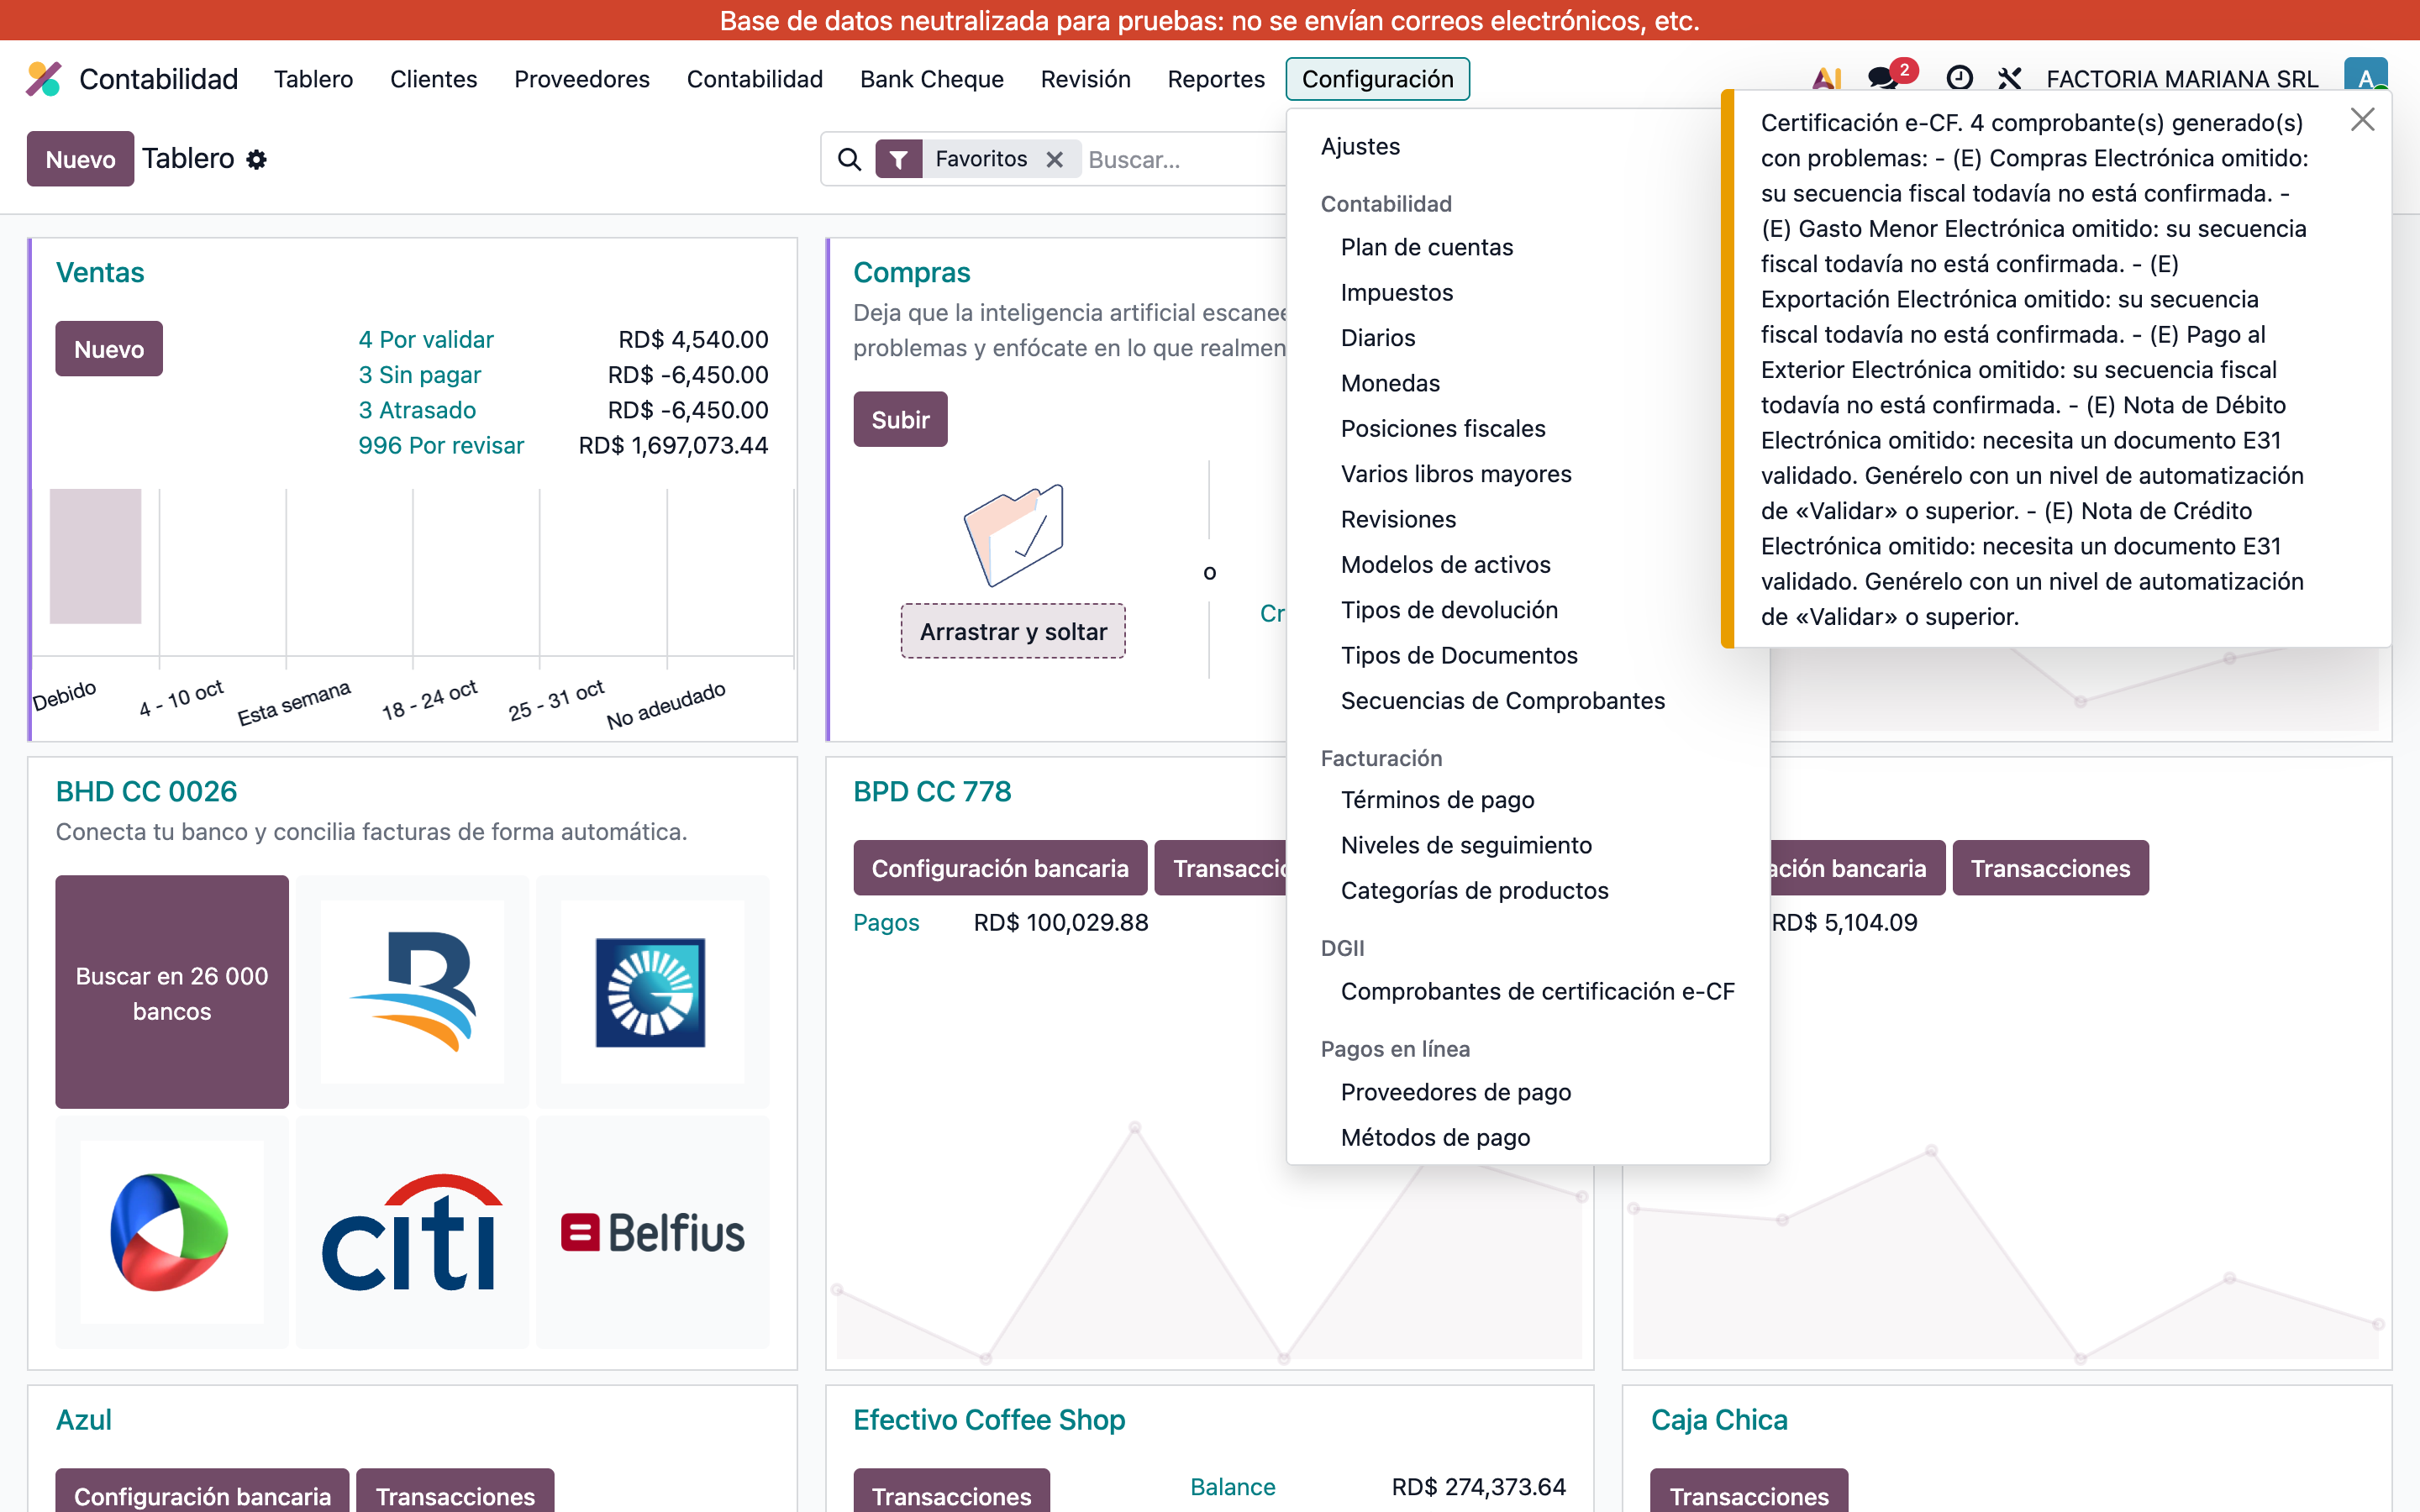 Base de datos neutralizada para pruebas: no se envían correos electrónicos, etc.
Contabilidad
Tablero
Clientes
Proveedores
Contabilidad
Bank Cheque
Revisión
Reportes
Configuración
AI
2
FACTORIA MARIANA SRL
A
Nuevo
Tablero
Favoritos
Buscar...
Ventas
Nuevo
4 Por validar RD$ 4,540.00
3 Sin pagar RD$ -6,450.00
3 Atrasado RD$ -6,450.00
996 Por revisar RD$ 1,697,073.44
Debido
4 - 10 oct
Esta semana
18 - 24 oct
25 - 31 oct
No adeudado
Compras
Deja que la inteligencia artificial escanee
problemas y enfócate en lo que realmen
Subir
Arrastrar y soltar
o
Cr
Ajustes
Contabilidad
Plan de cuentas
Impuestos
Diarios
Monedas
Posiciones fiscales
Varios libros mayores
Revisiones
Modelos de activos
Tipos de devolución
Tipos de Documentos
Secuencias de Comprobantes
Facturación
Términos de pago
Niveles de seguimiento
Categorías de productos
DGII
Comprobantes de certificación e-CF
Pagos en línea
Proveedores de pago
Métodos de pago
Certificación e-CF. 4 comprobante(s) generado(s)
con problemas: - (E) Compras Electrónica omitido:
su secuencia fiscal todavía no está confirmada. -
(E) Gasto Menor Electrónica omitido: su secuencia
fiscal todavía no está confirmada. - (E)
Exportación Electrónica omitido: su secuencia
fiscal todavía no está confirmada. - (E) Pago al
Exterior Electrónica omitido: su secuencia fiscal
todavía no está confirmada. - (E) Nota de Débito
Electrónica omitido: necesita un documento E31
validado. Genérelo con un nivel de automatización
de «Validar» o superior. - (E) Nota de Crédito
Electrónica omitido: necesita un documento E31
validado. Genérelo con un nivel de automatización
de «Validar» o superior.
BHD CC 0026
Conecta tu banco y concilia facturas de forma automática.
Buscar en 26 000
bancos
citi
Belfius
BPD CC 778
Configuración bancaria
Transaccio
Pagos RD$ 100,029.88
ación bancaria
Transacciones
RD$ 5,104.09
Azul
Configuración bancaria
Transacciones
Efectivo Coffee Shop
Transacciones
Balance RD$ 274,373.64
Caja Chica
Transacciones